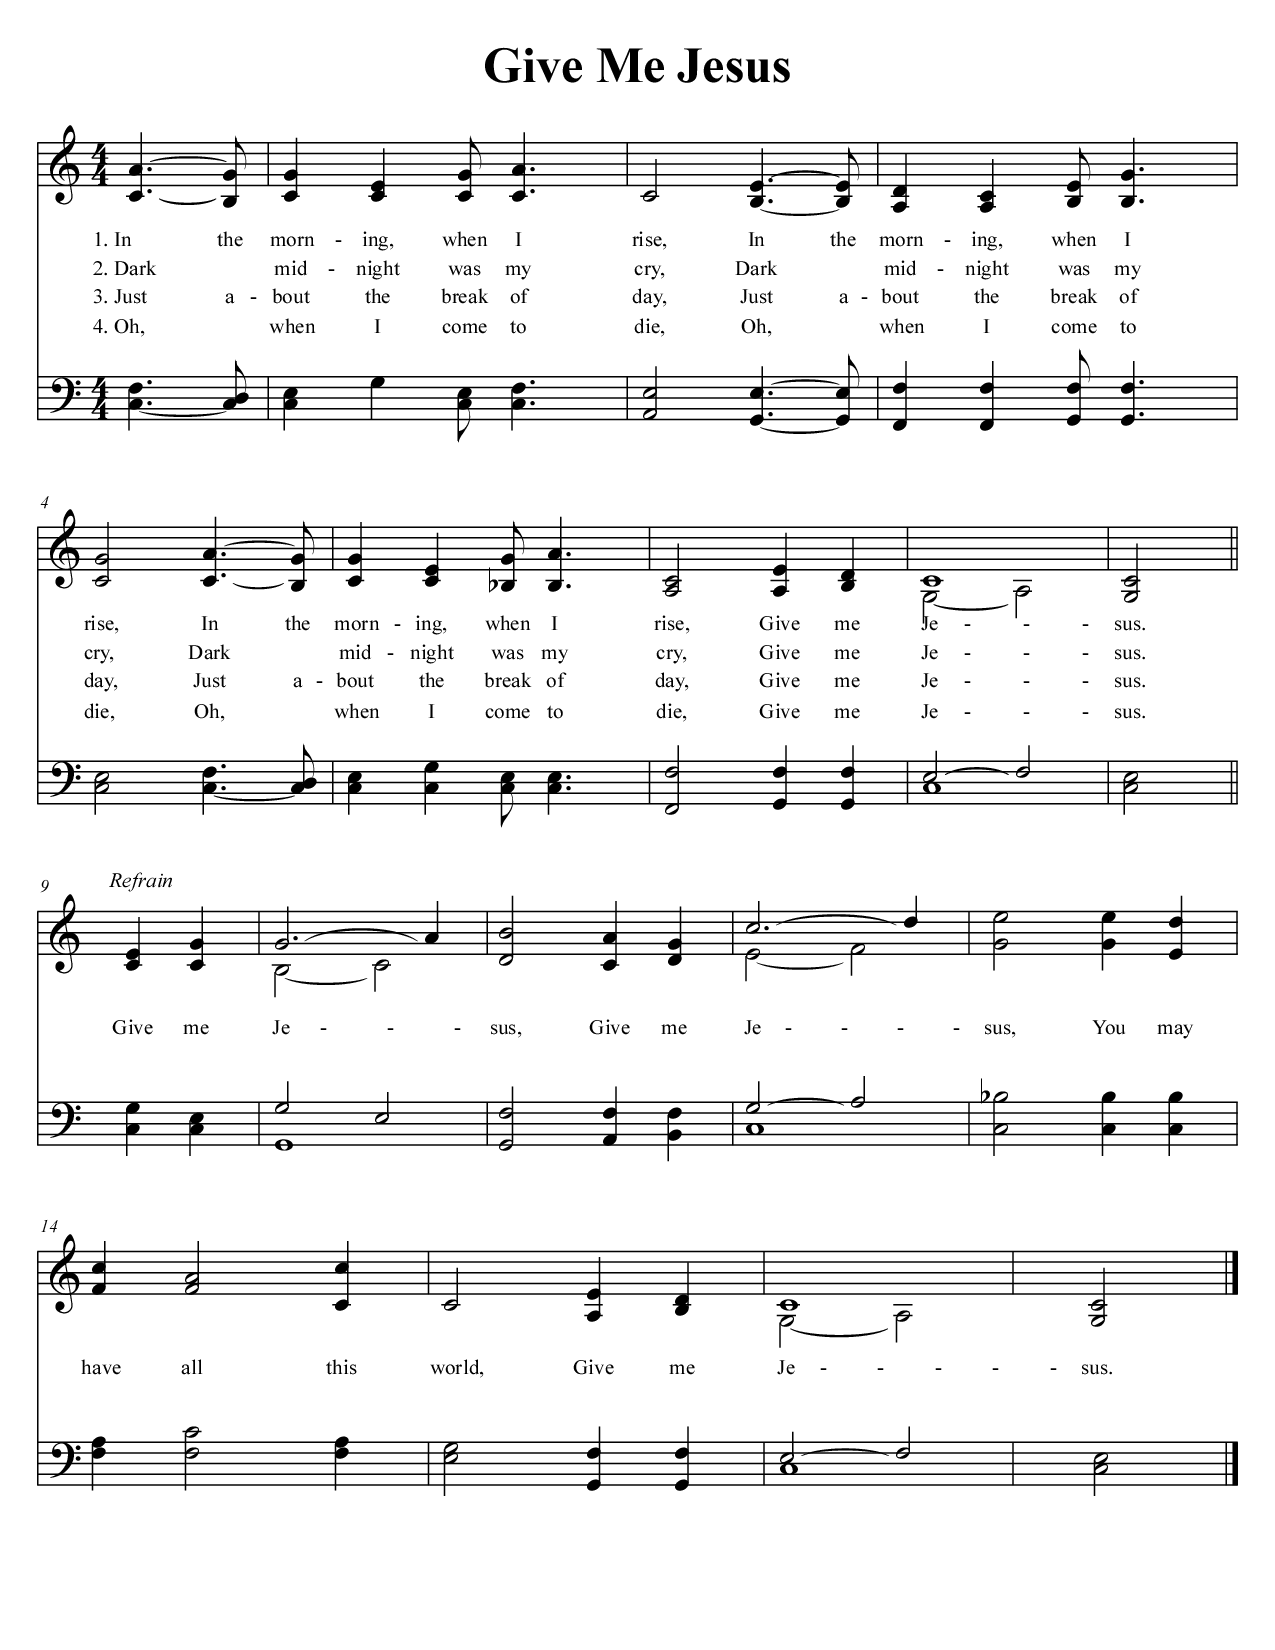 Give Me Jesus
1. In the morn - ing, when I rise, In the morn - ing, when I
2. Dark mid - night was my cry, Dark mid - night was my
3. Just a - bout the break of day, Just a - bout the break of
4. Oh, when I come to die, Oh, when I come to
4
rise, In the morn - ing, when I rise, Give me Je - - - sus.
cry, Dark mid - night was my cry, Give me Je - - - sus.
day, Just a - bout the break of day, Give me Je - - - sus.
die, Oh, when I come to die, Give me Je - - - sus.
9 Refrain
Give me Je - - - sus, Give me Je - - - sus, You may
14
have all this world, Give me Je - - - - - sus.